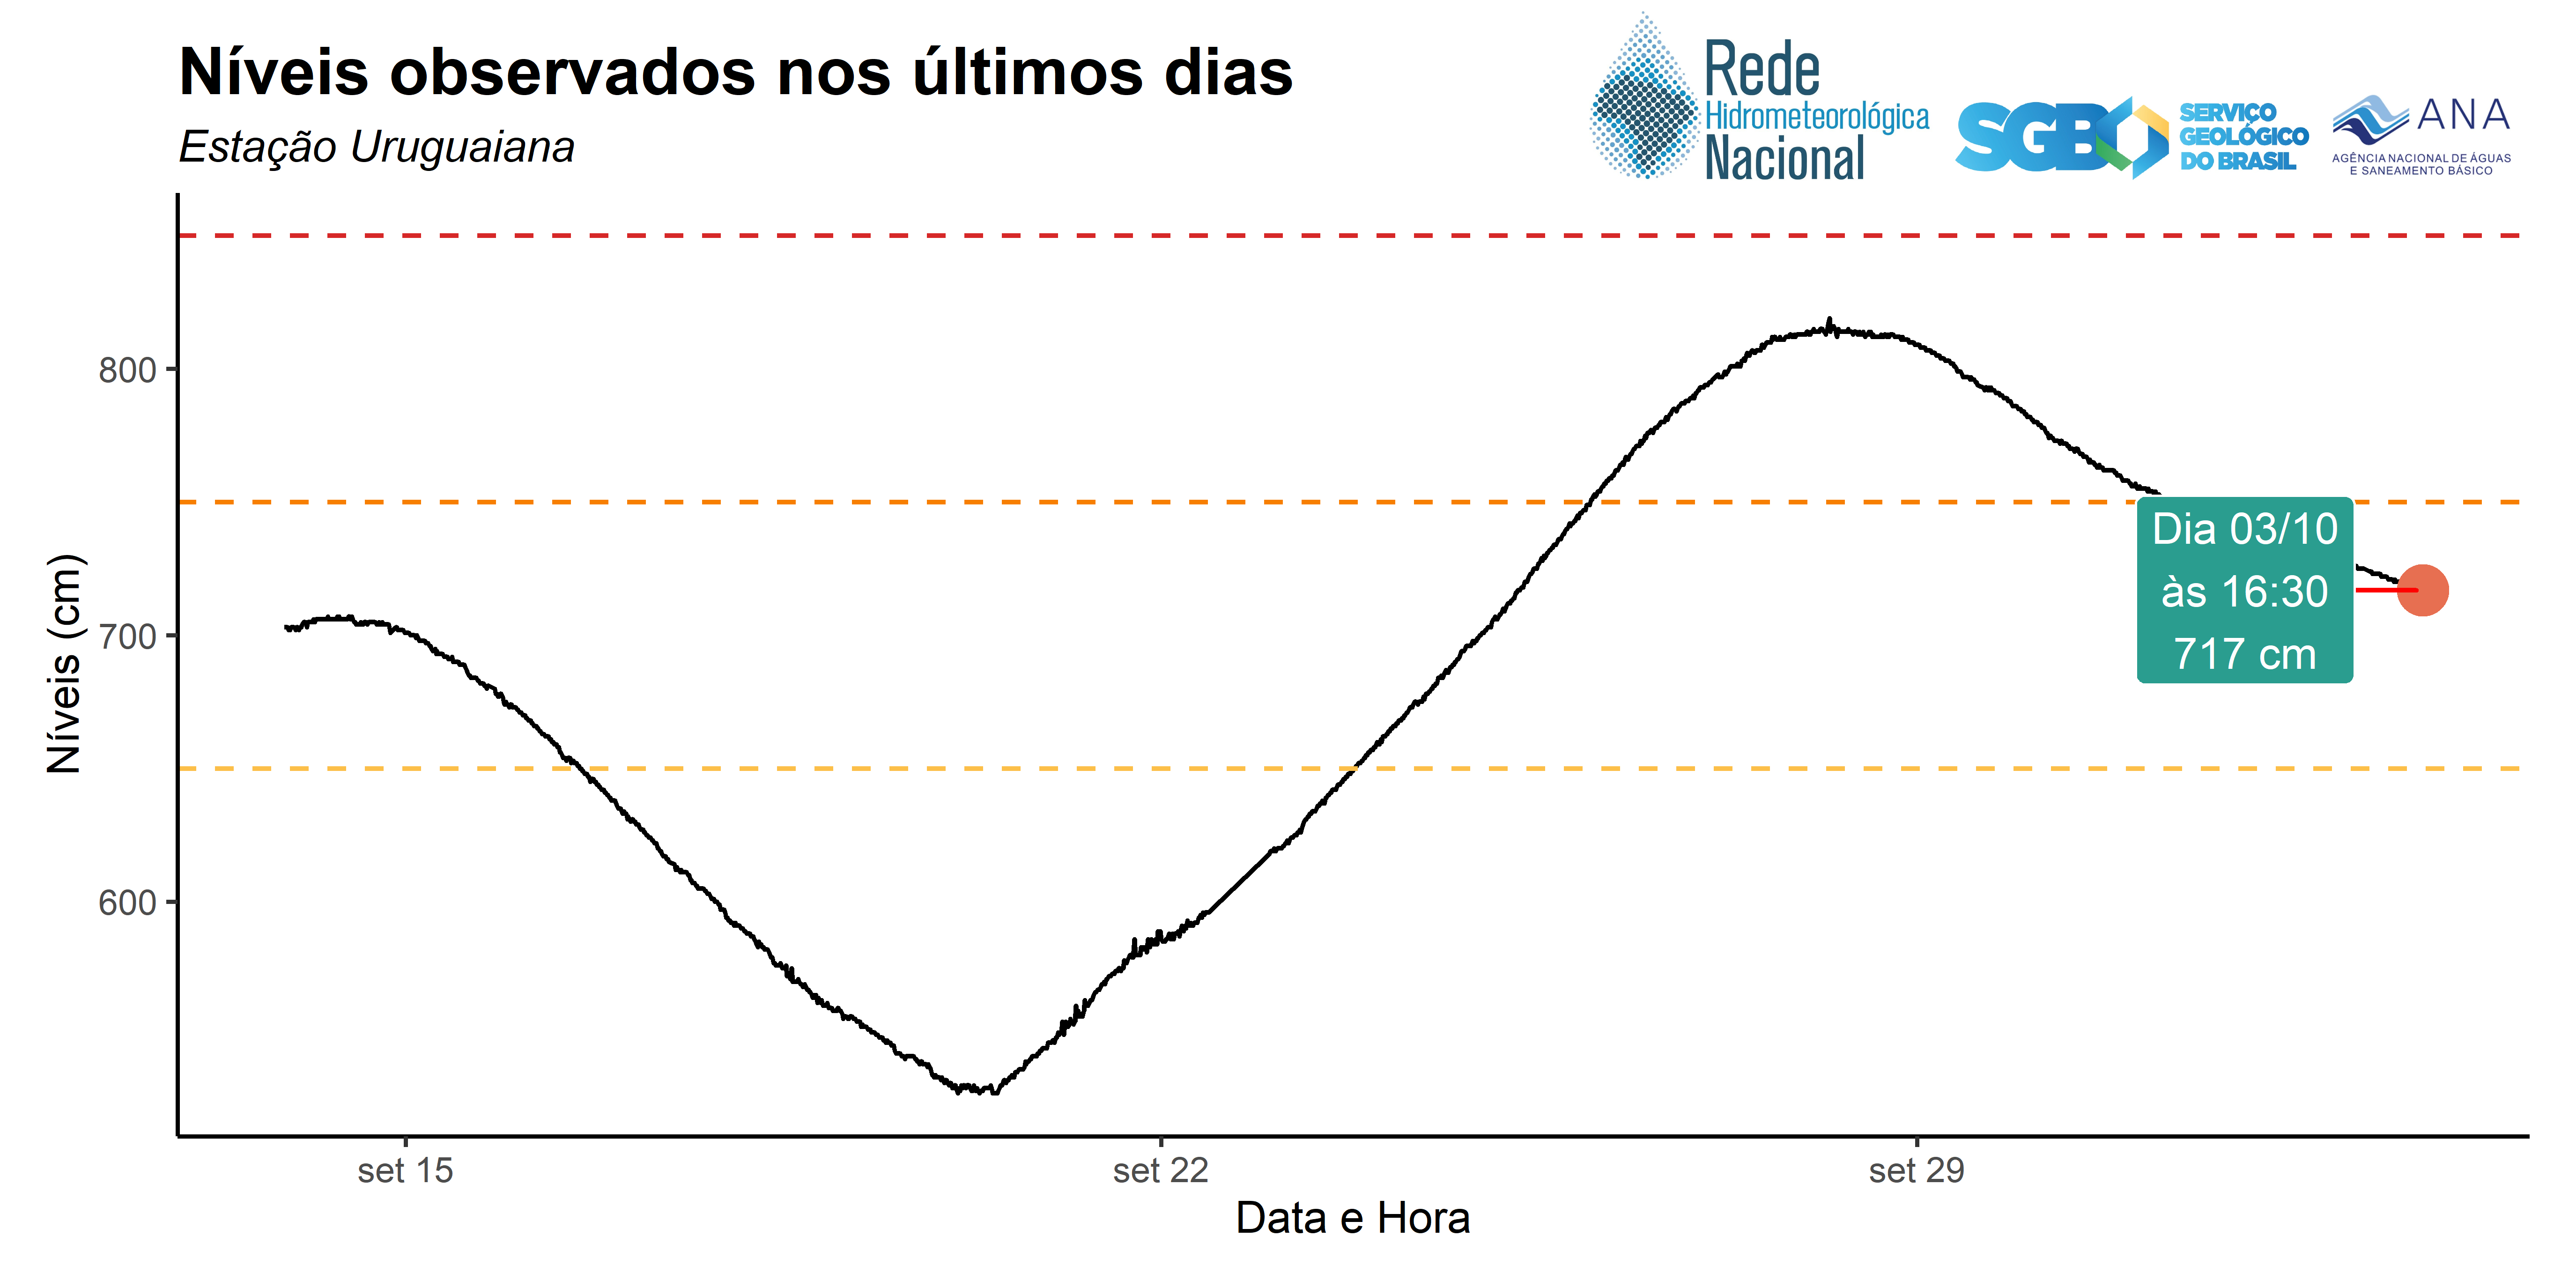 Níveis observados nos últimos dias
Estação Uruguaiana
Rede
Hidrometeorológica
Nacional
SGB
SERVIÇO
GEOLÓGICO
DO BRASIL
ANA
AGÊNCIA NACIONAL DE ÁGUAS
E SANEAMENTO BÁSICO
Níveis (cm)
800
700
600
Dia 03/10
às 16:30
717 cm
set 15
set 22
set 29
Data e Hora